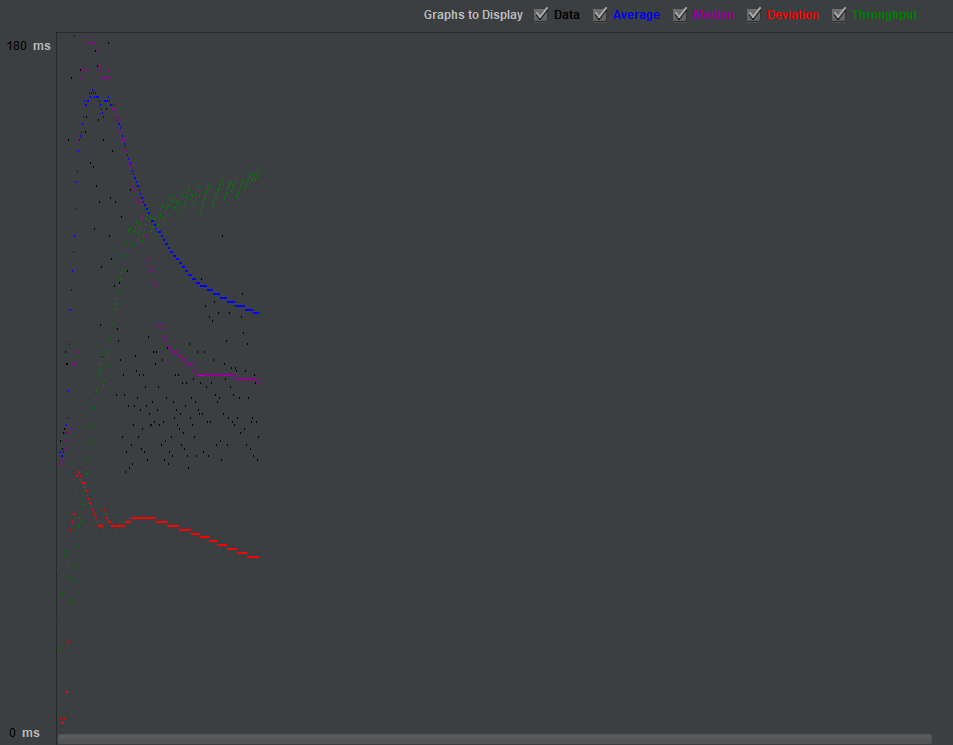 Graphs to Display Data Average Median Deviation Throughput
180 ms
0 ms